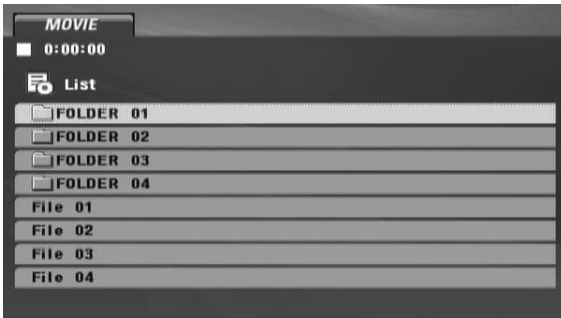 MOVIE
0:00:00
List
FOLDER 01
FOLDER 02
FOLDER 03
FOLDER 04
File 01
File 02
File 03
File 04